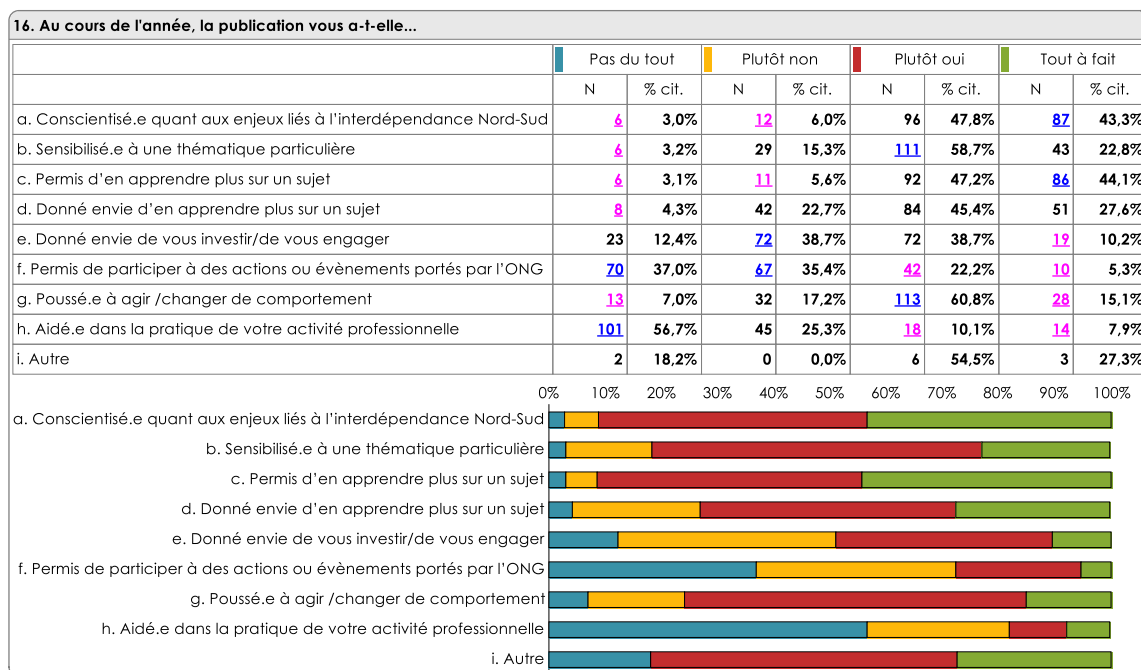 16. Au cours de l'année, la publication vous a-t-elle...
Pas du tout Plutôt non Plutôt oui Tout à fait
N % cit. N % cit. N % cit. N % cit.
a. Conscientisé.e quant aux enjeux liés à l’interdépendance Nord-Sud 6 3,0% 12 6,0% 96 47,8% 87 43,3%
b. Sensibilisé.e à une thématique particulière 6 3,2% 29 15,3% 111 58,7% 43 22,8%
c. Permis d’en apprendre plus sur un sujet 6 3,1% 11 5,6% 92 47,2% 86 44,1%
d. Donné envie d’en apprendre plus sur un sujet 8 4,3% 42 22,7% 84 45,4% 51 27,6%
e. Donné envie de vous investir/de vous engager 23 12,4% 72 38,7% 72 38,7% 19 10,2%
f. Permis de participer à des actions ou évènements portés par l’ONG 70 37,0% 67 35,4% 42 22,2% 10 5,3%
g. Poussé.e à agir /changer de comportement 13 7,0% 32 17,2% 113 60,8% 28 15,1%
h. Aidé.e dans la pratique de votre activité professionnelle 101 56,7% 45 25,3% 18 10,1% 14 7,9%
i. Autre 2 18,2% 0 0,0% 6 54,5% 3 27,3%
0% 10% 20% 30% 40% 50% 60% 70% 80% 90% 100%
a. Conscientisé.e quant aux enjeux liés à l’interdépendance Nord-Sud
b. Sensibilisé.e à une thématique particulière
c. Permis d’en apprendre plus sur un sujet
d. Donné envie d’en apprendre plus sur un sujet
e. Donné envie de vous investir/de vous engager
f. Permis de participer à des actions ou évènements portés par l’ONG
g. Poussé.e à agir /changer de comportement
h. Aidé.e dans la pratique de votre activité professionnelle
i. Autre